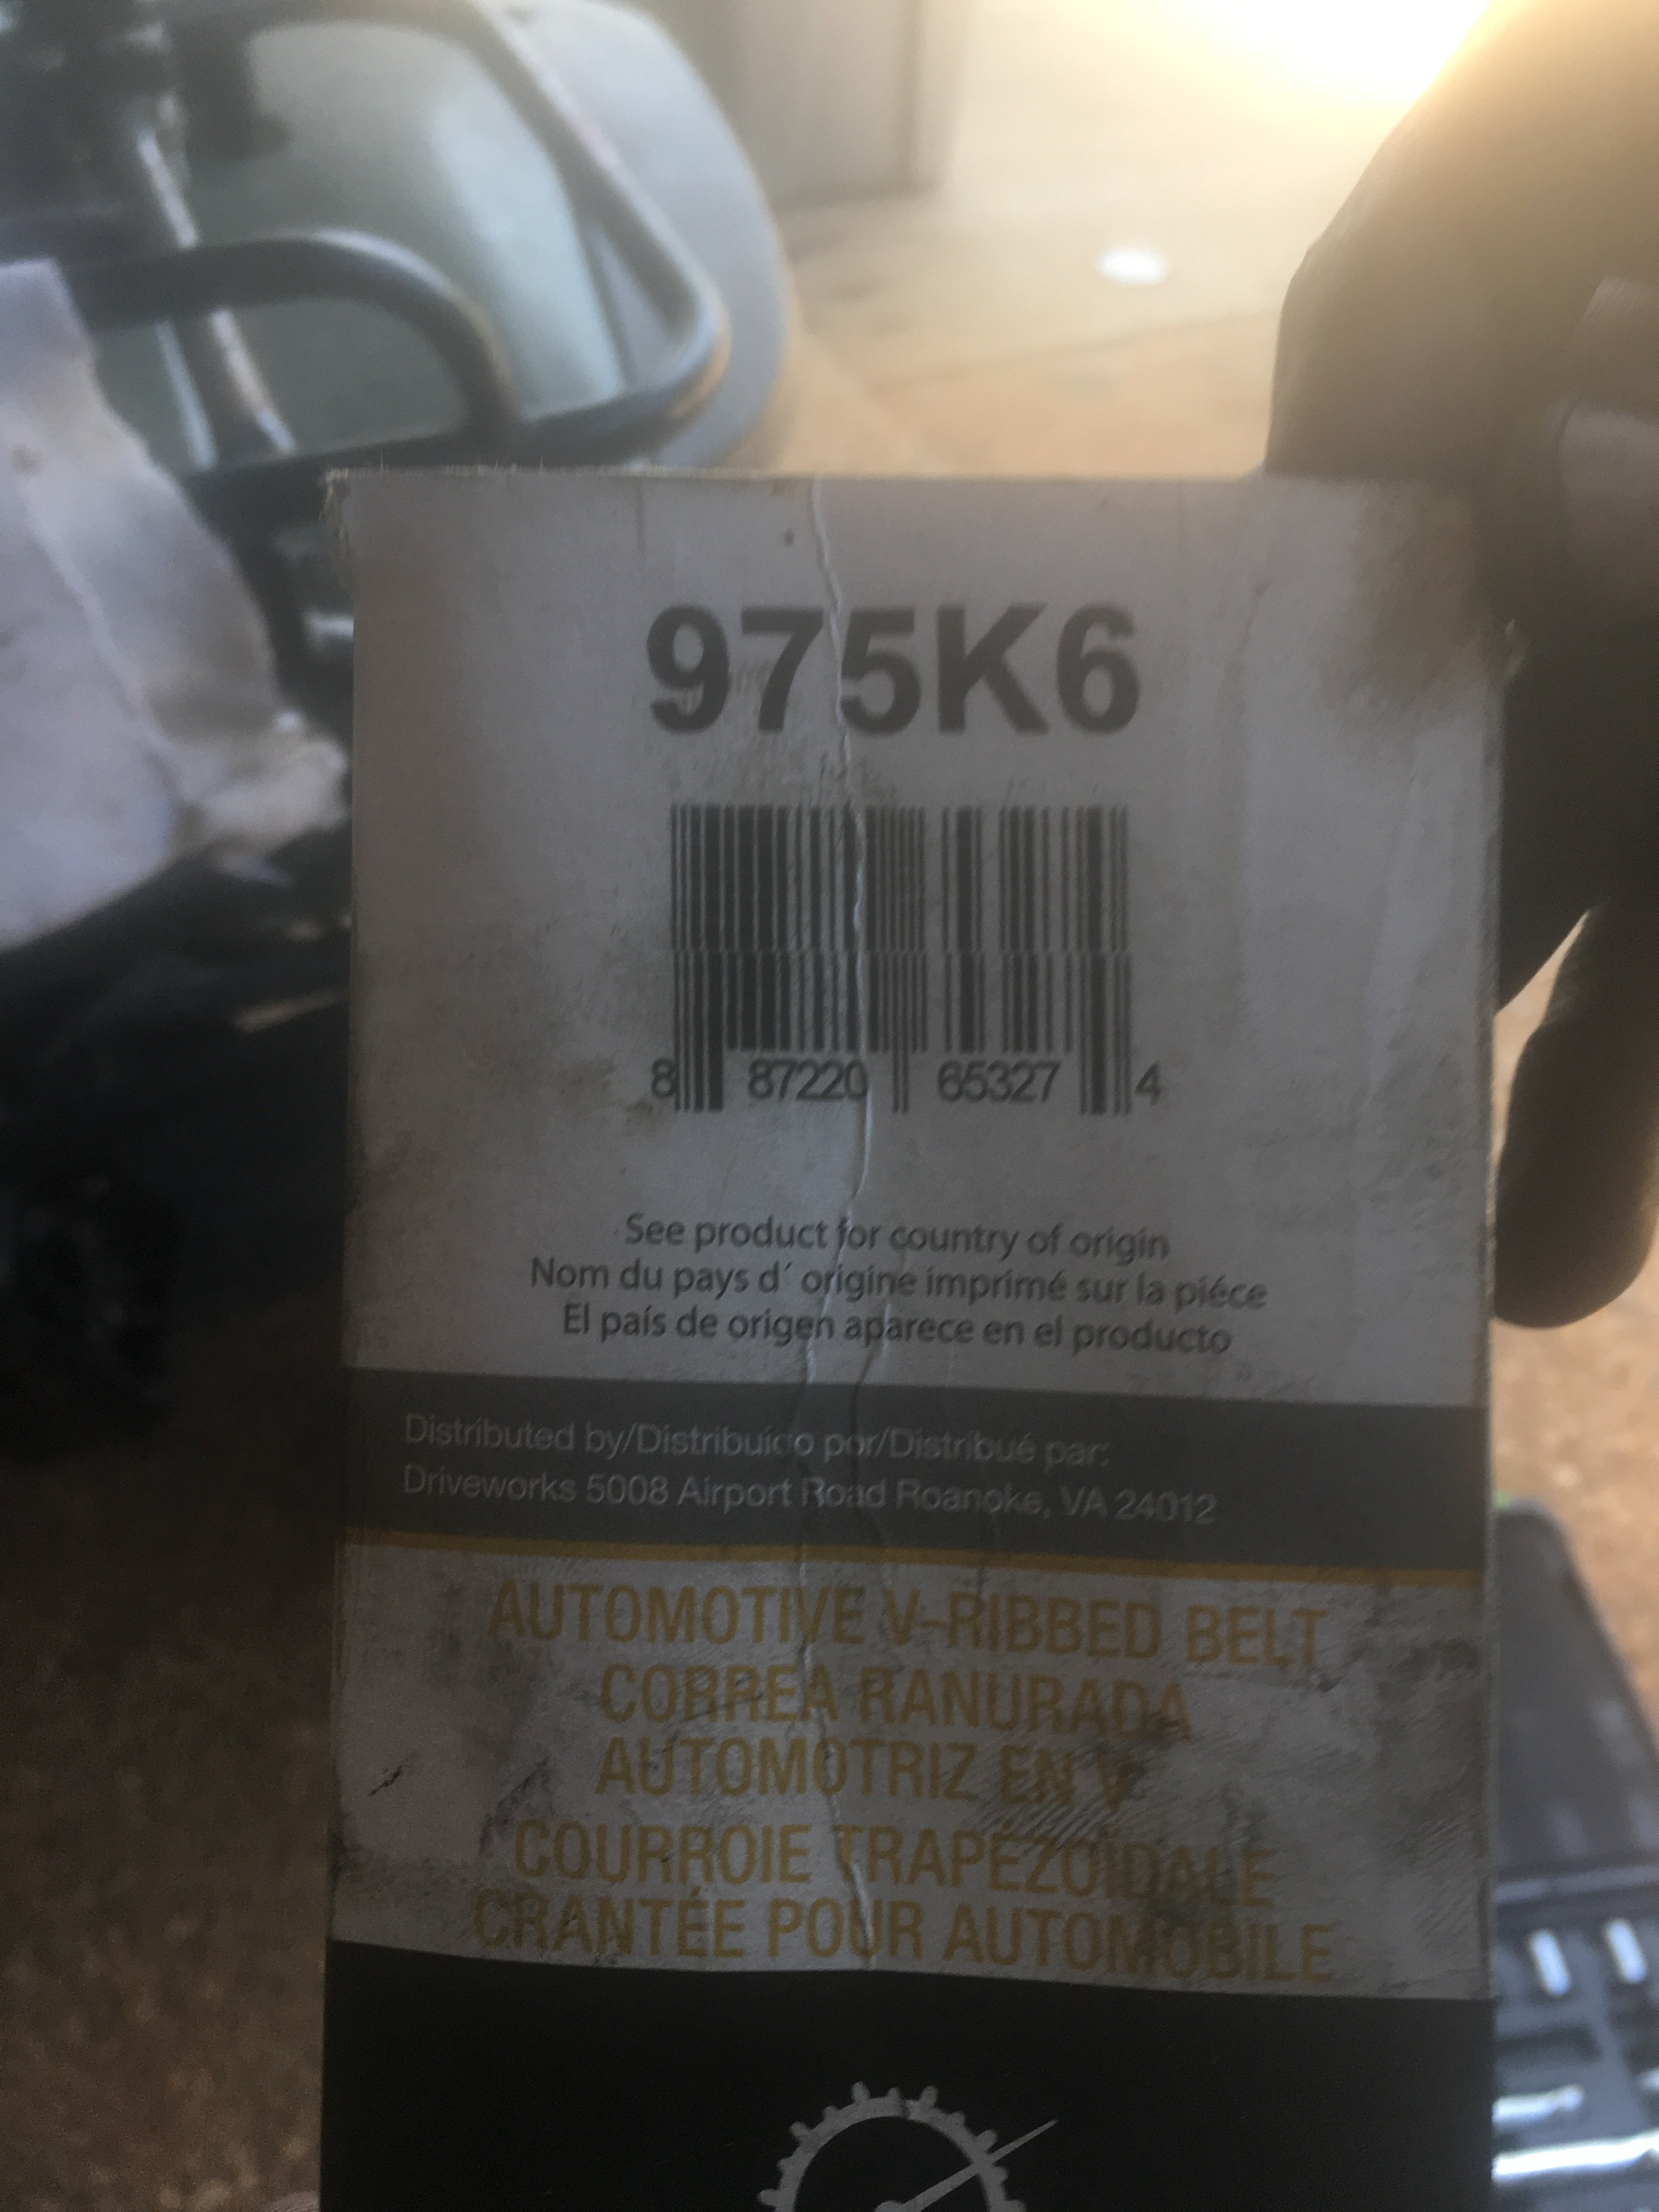 975K6
8 87220 65327 4
See product for country of origin
Nom du pays d´ origine imprimé sur la piéce
El país de origen aparece en el producto
Distributed by/Distribuido por/Distribué par:
Driveworks 5008 Airport Road Roanoke, VA 24012
AUTOMOTIVE V-RIBBED BELT
CORREA RANURADA
AUTOMOTRIZ EN V
COURROIE TRAPEZOIDALE
CRANTÉE POUR AUTOMOBILE